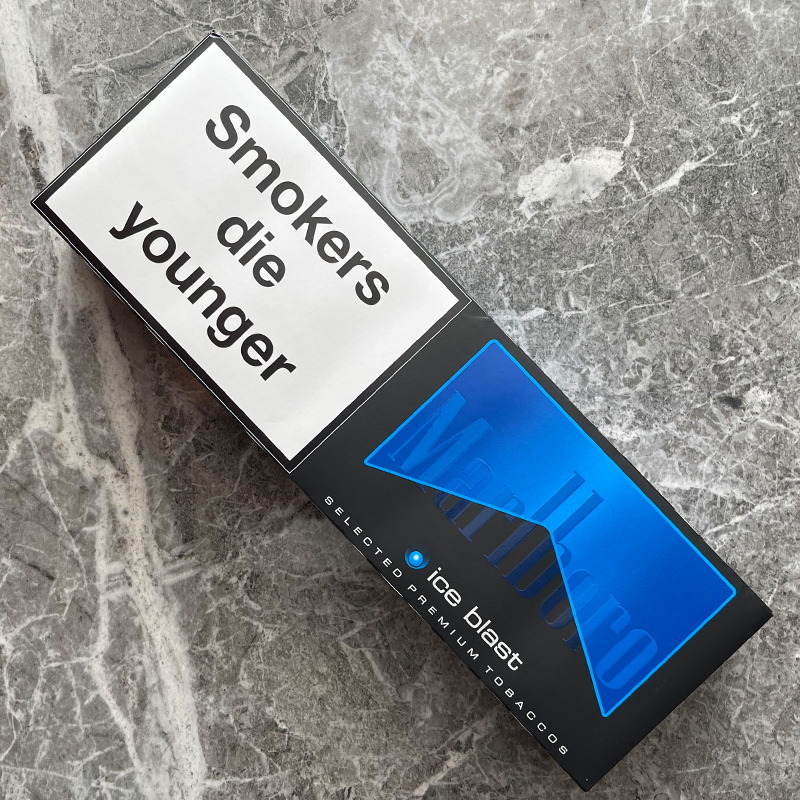 Smokers
die
younger
Marlboro
ice blast
SELECTED PREMIUM TOBACCOS